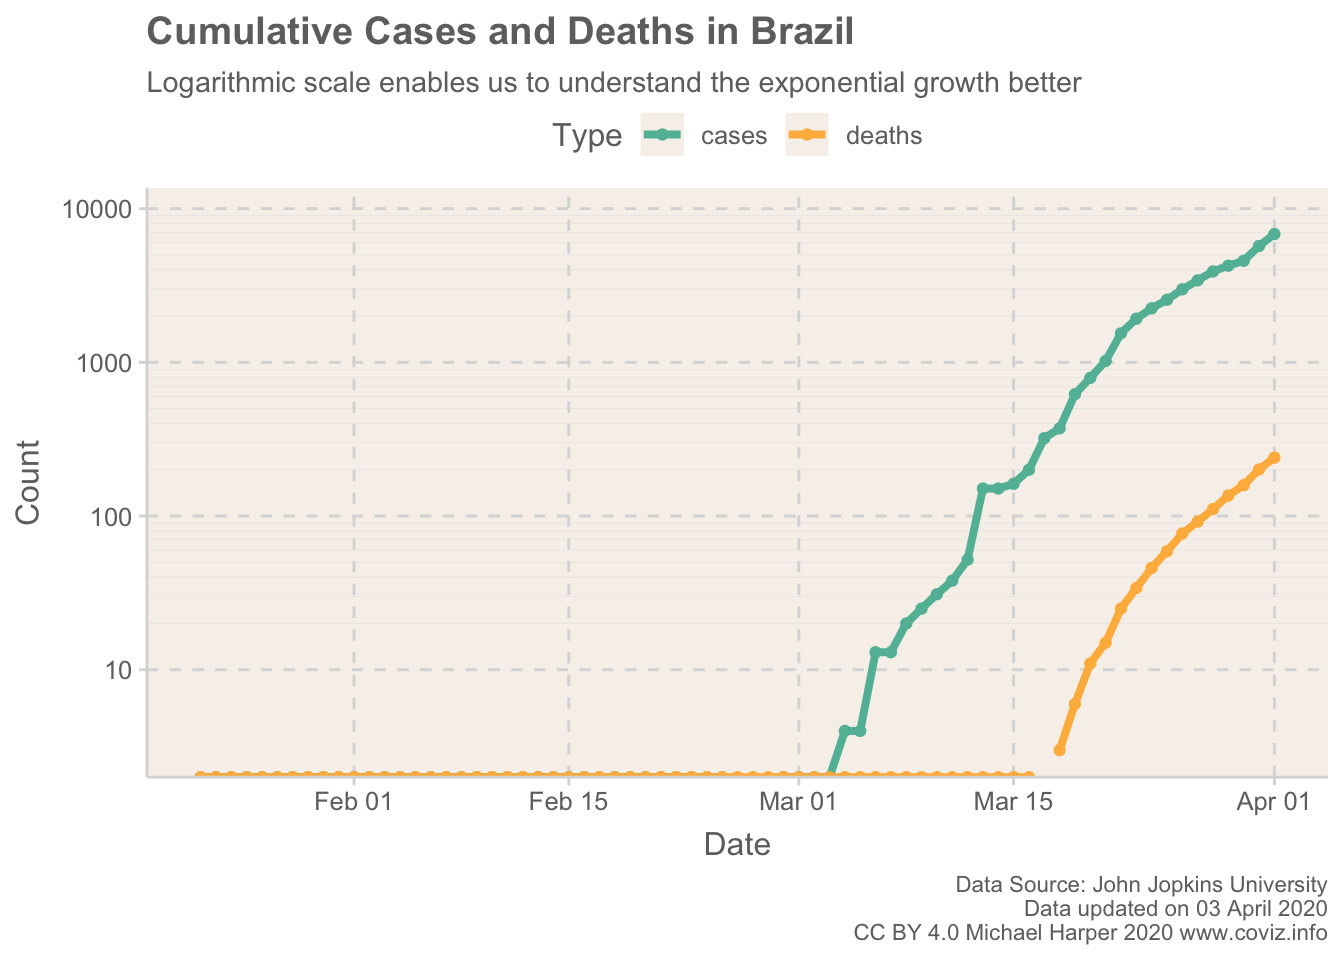 Cumulative Cases and Deaths in Brazil
Logarithmic scale enables us to understand the exponential growth better
Type cases deaths
10000
1000
100
10
Count
Feb 01 Feb 15 Mar 01 Mar 15 Apr 01
Date
Data Source: John Jopkins University
Data updated on 03 April 2020
CC BY 4.0 Michael Harper 2020 www.coviz.info